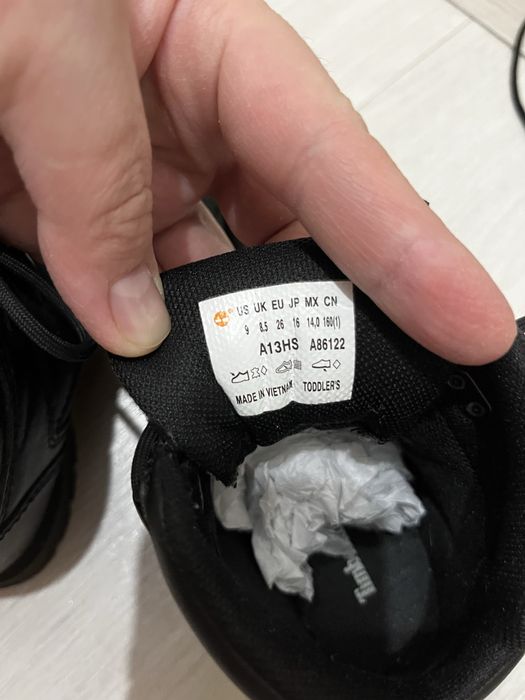 US UK EU JP MX CN
9 8.5 26 16 14,0 160(1)
A13HS A86122
MADE IN VIETNAM TODDLER'S